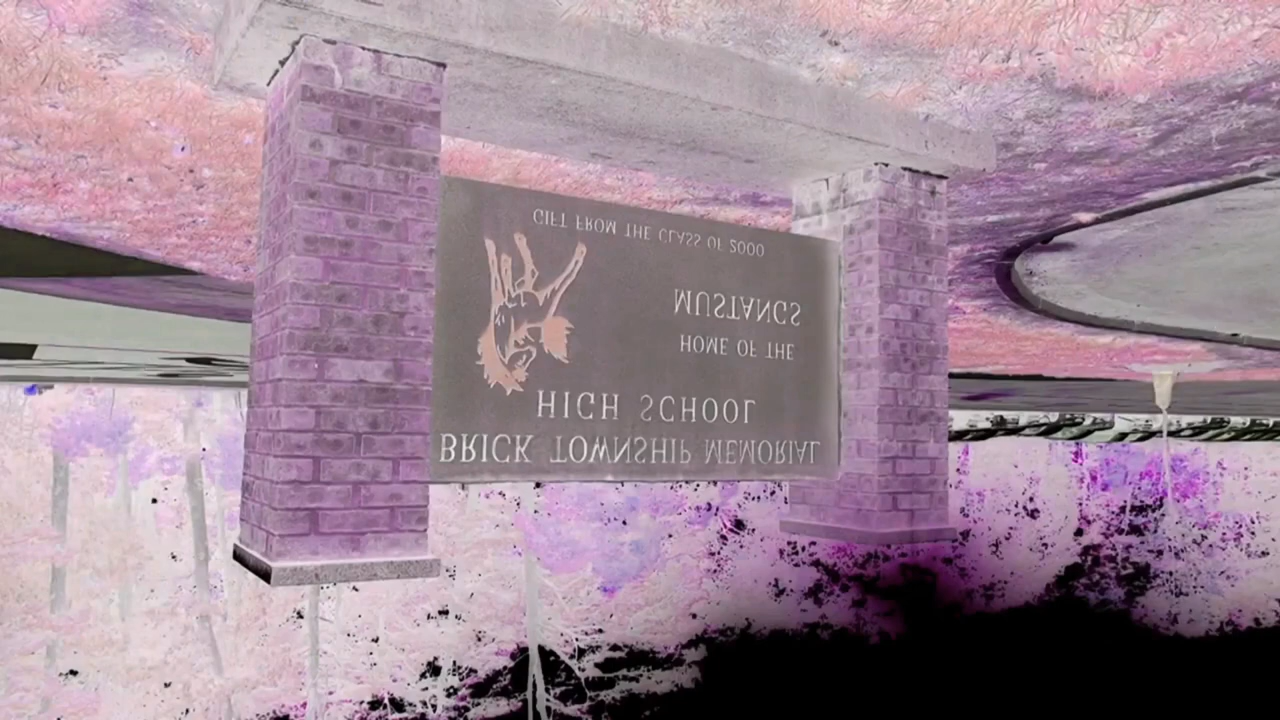 BRICK TOWNSHIP MEMORIAL
HIGH SCHOOL
HOME OF THE
MUSTANGS
GIFT FROM THE CLASS OF 2000